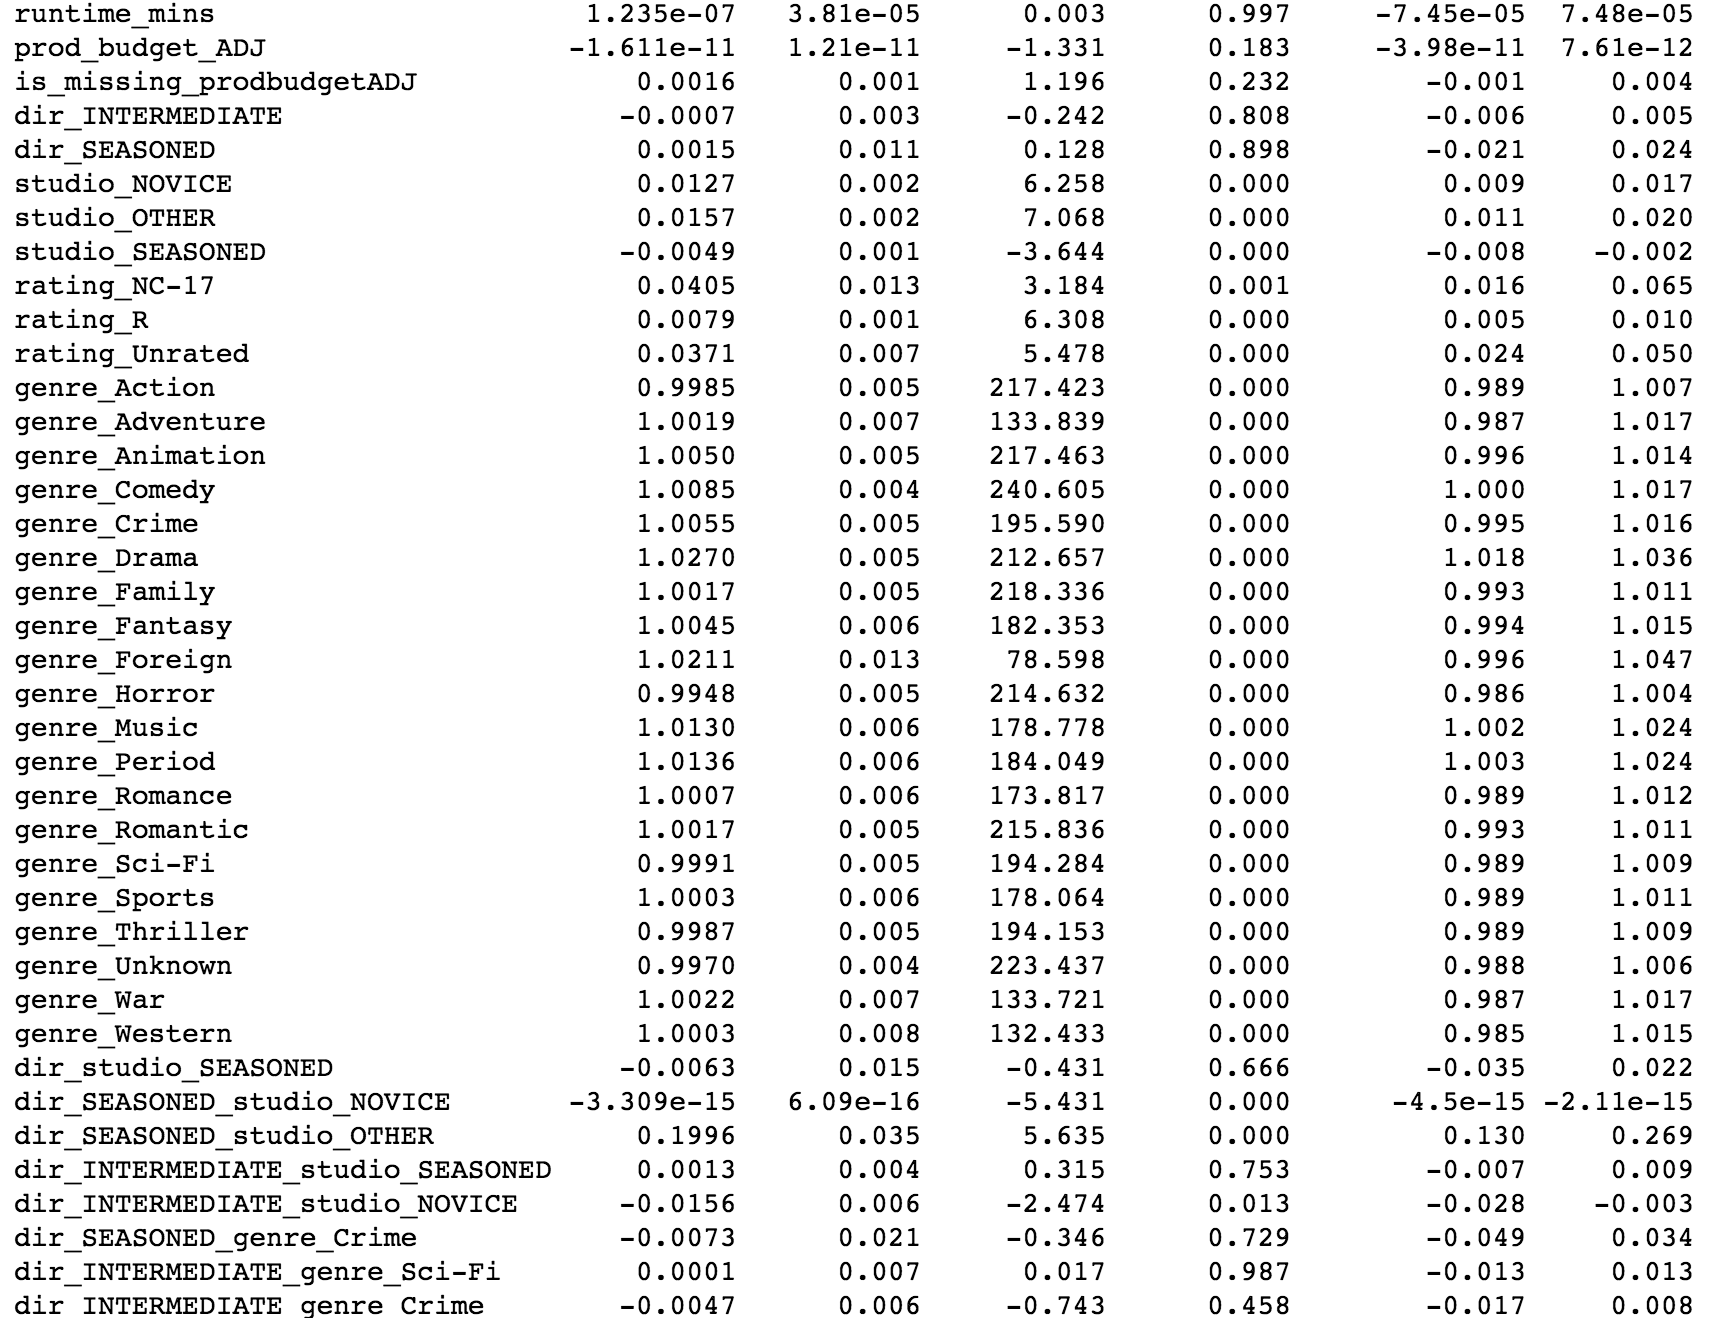 runtime_mins 1.235e-07 3.81e-05 0.003 0.997 -7.45e-05 7.48e-05
prod_budget_ADJ -1.611e-11 1.21e-11 -1.331 0.183 -3.98e-11 7.61e-12
is_missing_prodbudgetADJ 0.0016 0.001 1.196 0.232 -0.001 0.004
dir_INTERMEDIATE -0.0007 0.003 -0.242 0.808 -0.006 0.005
dir_SEASONED 0.0015 0.011 0.128 0.898 -0.021 0.024
studio_NOVICE 0.0127 0.002 6.258 0.000 0.009 0.017
studio_OTHER 0.0157 0.002 7.068 0.000 0.011 0.020
studio_SEASONED -0.0049 0.001 -3.644 0.000 -0.008 -0.002
rating_NC-17 0.0405 0.013 3.184 0.001 0.016 0.065
rating_R 0.0079 0.001 6.308 0.000 0.005 0.010
rating_Unrated 0.0371 0.007 5.478 0.000 0.024 0.050
genre_Action 0.9985 0.005 217.423 0.000 0.989 1.007
genre_Adventure 1.0019 0.007 133.839 0.000 0.987 1.017
genre_Animation 1.0050 0.005 217.463 0.000 0.996 1.014
genre_Comedy 1.0085 0.004 240.605 0.000 1.000 1.017
genre_Crime 1.0055 0.005 195.590 0.000 0.995 1.016
genre_Drama 1.0270 0.005 212.657 0.000 1.018 1.036
genre_Family 1.0017 0.005 218.336 0.000 0.993 1.011
genre_Fantasy 1.0045 0.006 182.353 0.000 0.994 1.015
genre_Foreign 1.0211 0.013 78.598 0.000 0.996 1.047
genre_Horror 0.9948 0.005 214.632 0.000 0.986 1.004
genre_Music 1.0130 0.006 178.778 0.000 1.002 1.024
genre_Period 1.0136 0.006 184.049 0.000 1.003 1.024
genre_Romance 1.0007 0.006 173.817 0.000 0.989 1.012
genre_Romantic 1.0017 0.005 215.836 0.000 0.993 1.011
genre_Sci-Fi 0.9991 0.005 194.284 0.000 0.989 1.009
genre_Sports 1.0003 0.006 178.064 0.000 0.989 1.011
genre_Thriller 0.9987 0.005 194.153 0.000 0.989 1.009
genre_Unknown 0.9970 0.004 223.437 0.000 0.988 1.006
genre_War 1.0022 0.007 133.721 0.000 0.987 1.017
genre_Western 1.0003 0.008 132.433 0.000 0.985 1.015
dir_studio_SEASONED -0.0063 0.015 -0.431 0.666 -0.035 0.022
dir_SEASONED_studio_NOVICE -3.309e-15 6.09e-16 -5.431 0.000 -4.5e-15 -2.11e-15
dir_SEASONED_studio_OTHER 0.1996 0.035 5.635 0.000 0.130 0.269
dir_INTERMEDIATE_studio_SEASONED 0.0013 0.004 0.315 0.753 -0.007 0.009
dir_INTERMEDIATE_studio_NOVICE -0.0156 0.006 -2.474 0.013 -0.028 -0.003
dir_SEASONED_genre_Crime -0.0073 0.021 -0.346 0.729 -0.049 0.034
dir_INTERMEDIATE_genre_Sci-Fi 0.0001 0.007 0.017 0.987 -0.013 0.013
dir_INTERMEDIATE_genre_Crime -0.0047 0.006 -0.743 0.458 -0.017 0.008